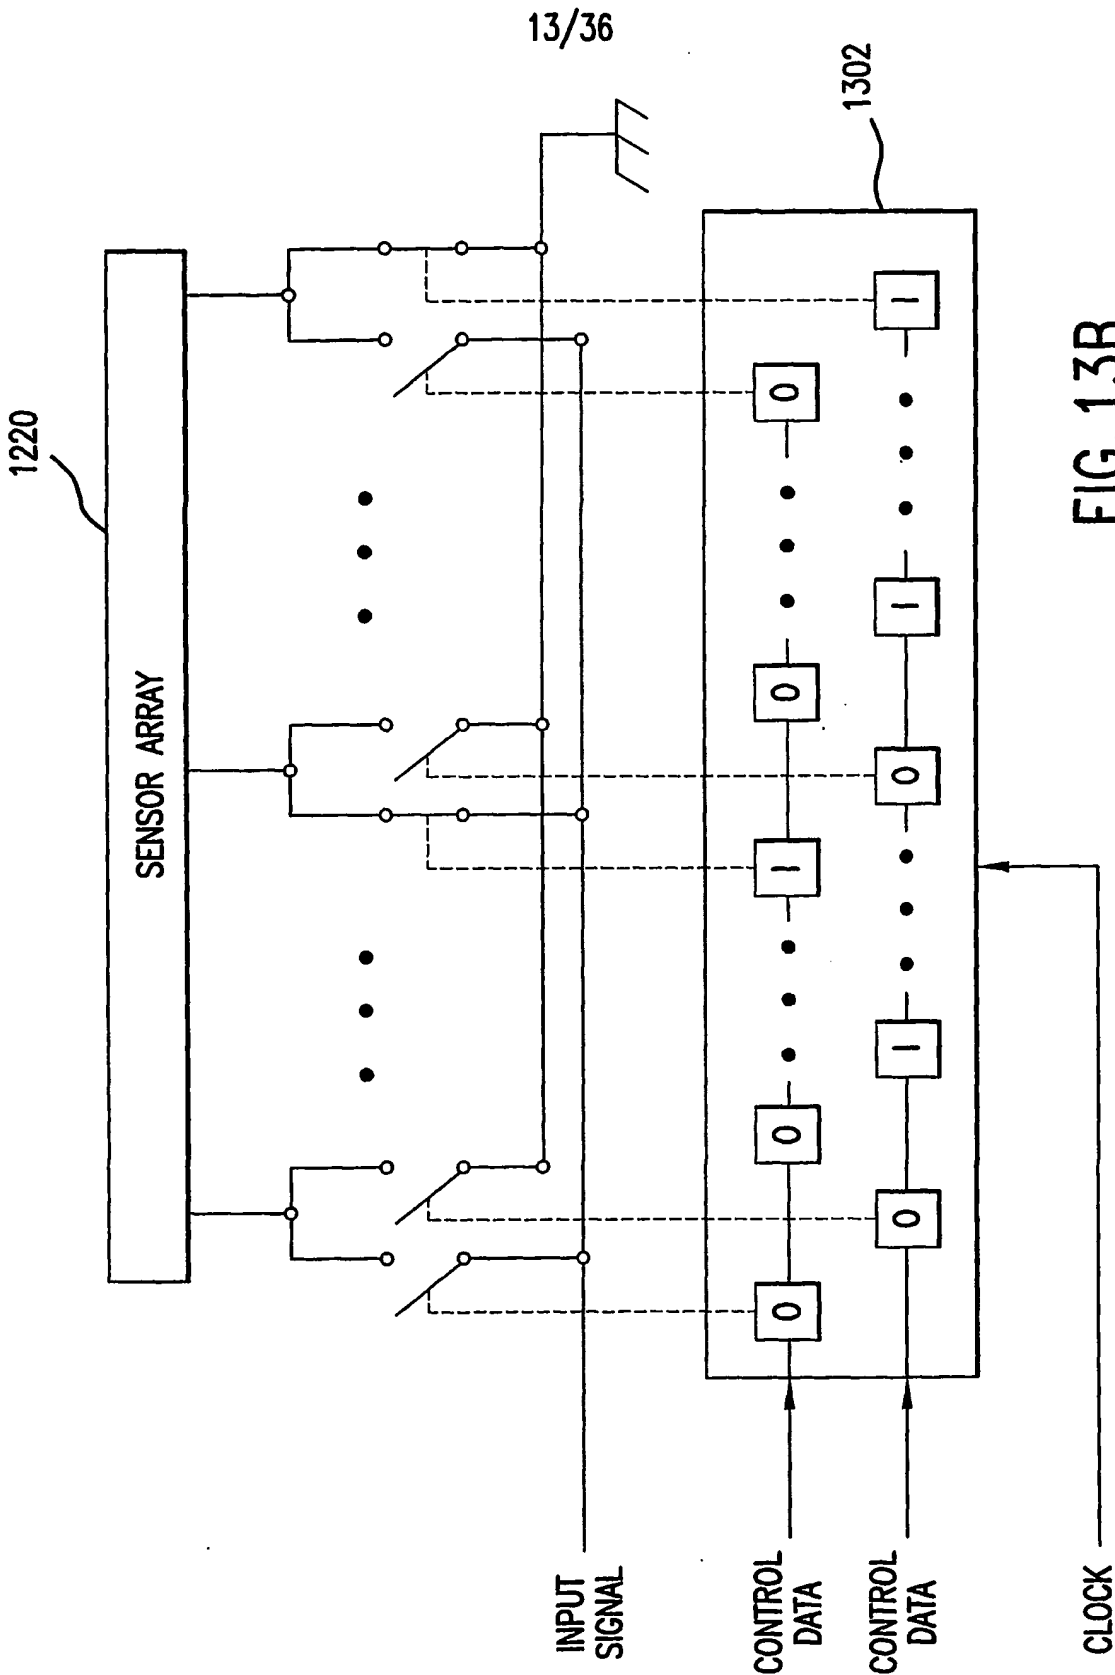 13/36
1220
SENSOR ARRAY
1302
INPUT
SIGNAL
CONTROL
DATA
0 0 1 0 0
CONTROL
DATA
0 1 0 1 1
CLOCK
FIG. 13B